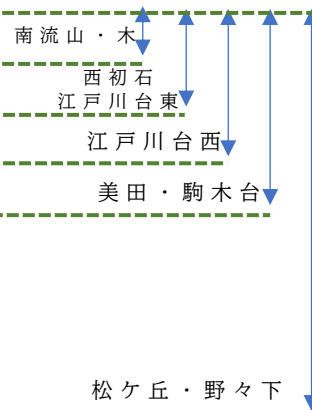 南流山・木
西初石
江戸川台東
江戸川台西
美田・駒木台
松ケ丘・野々下